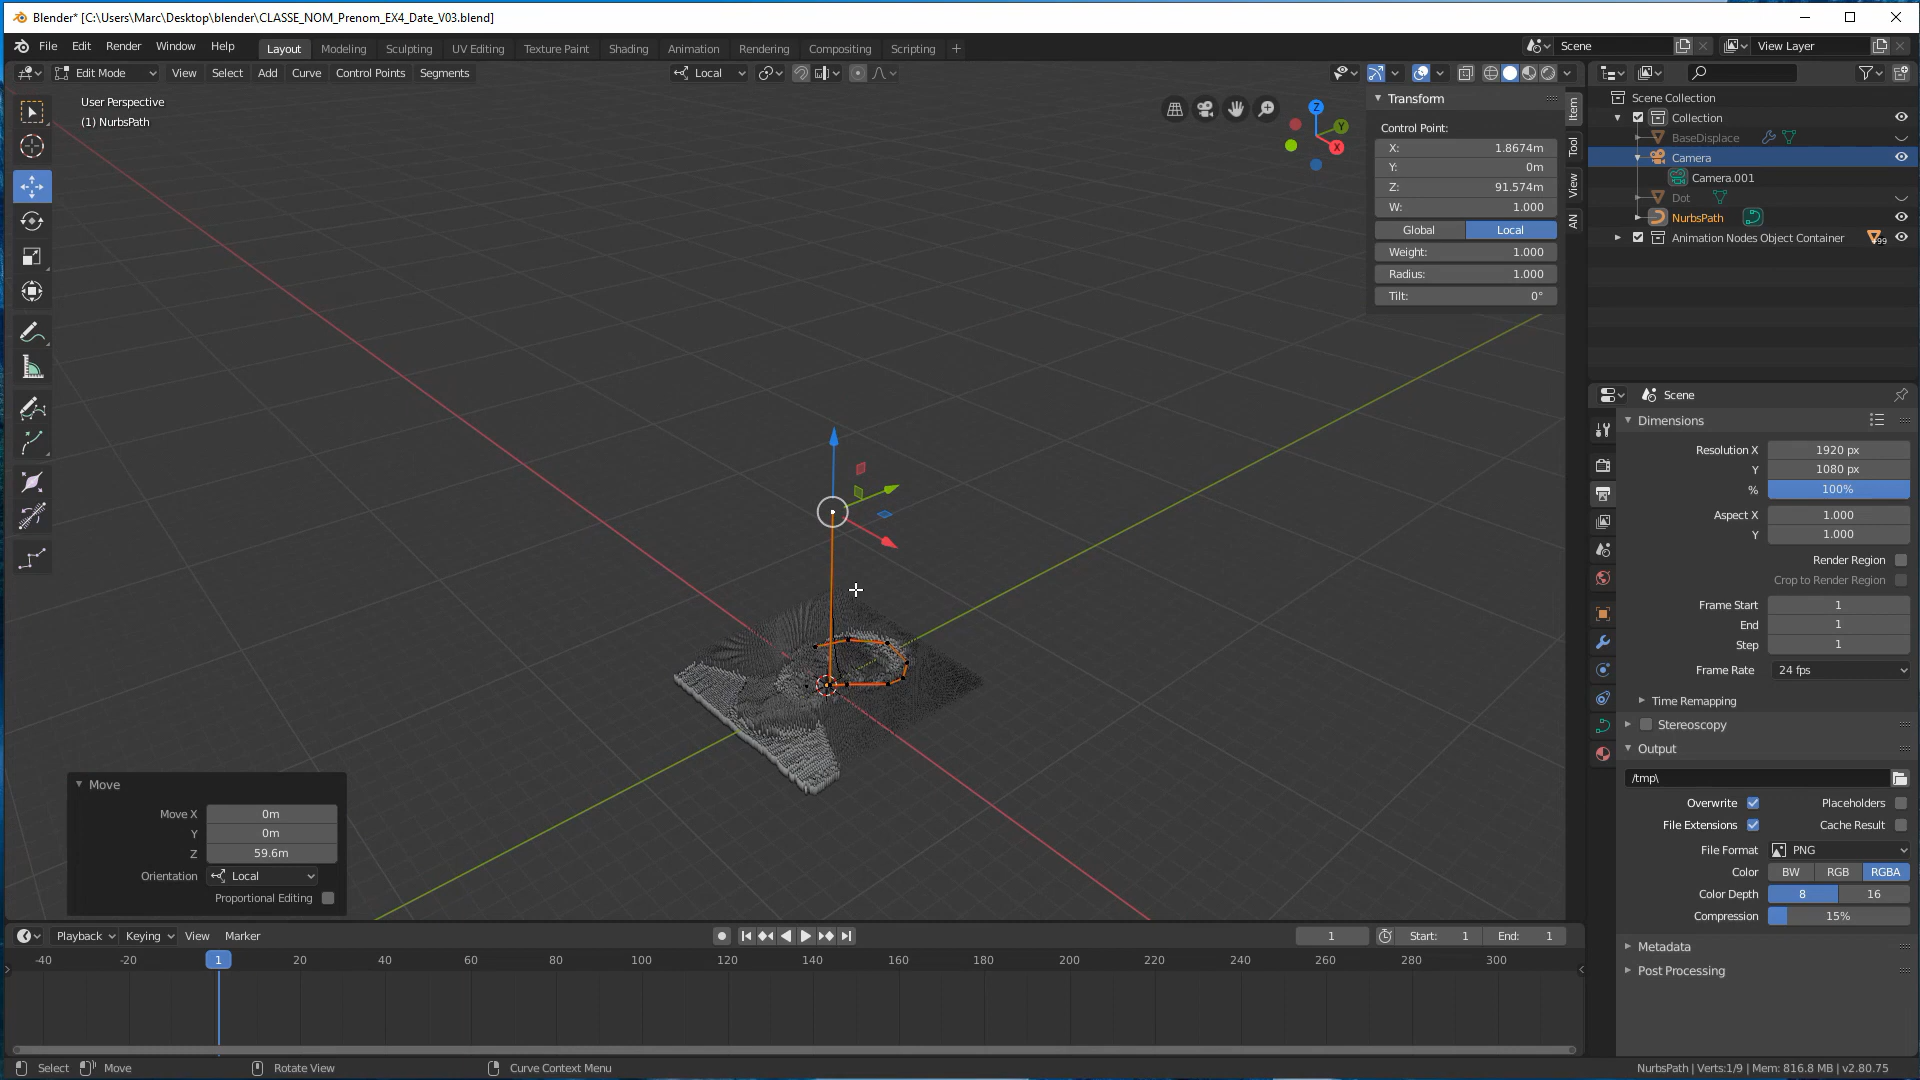 Blender* [C:\Users\Marc\Desktop\blender\CLASSE_NOM_Prenom_EX4_Date_V03.blend]
File Edit Render Window Help Layout Modeling Sculpting UV Editing Texture Paint Shading Animation Rendering Compositing Scripting + Scene View Layer
Edit Mode View Select Add Curve Control Points Segments Local
User Perspective
(1) NurbsPath
Z
Y
X
Transform
Control Point:
X: 1.8674m
Y: 0m
Z: 91.574m
W: 1.000
Global Local
Weight: 1.000
Radius: 1.000
Tilt: 0°
Item
Tool
View
AN
Scene Collection
Collection
BaseDisplace
Camera
Camera.001
Dot
NurbsPath
Animation Nodes Object Container 99
Scene
Dimensions
Resolution X 1920 px
Y 1080 px
% 100%
Aspect X 1.000
Y 1.000
Render Region
Crop to Render Region
Frame Start 1
End 1
Step 1
Frame Rate 24 fps
Time Remapping
Stereoscopy
Output
/tmp\
Overwrite Placeholders
File Extensions Cache Result
File Format PNG
Color BW RGB RGBA
Color Depth 8 16
Compression 15%
Metadata
Post Processing
Move
Move X 0m
Y 0m
Z 59.6m
Orientation Local
Proportional Editing
Playback Keying View Marker 1 Start: 1 End: 1
-40 -20 1 20 40 60 80 100 120 140 160 180 200 220 240 260 280 300
Select Move Rotate View Curve Context Menu NurbsPath | Verts:1/9 | Mem: 816.8 MB | v2.80.75